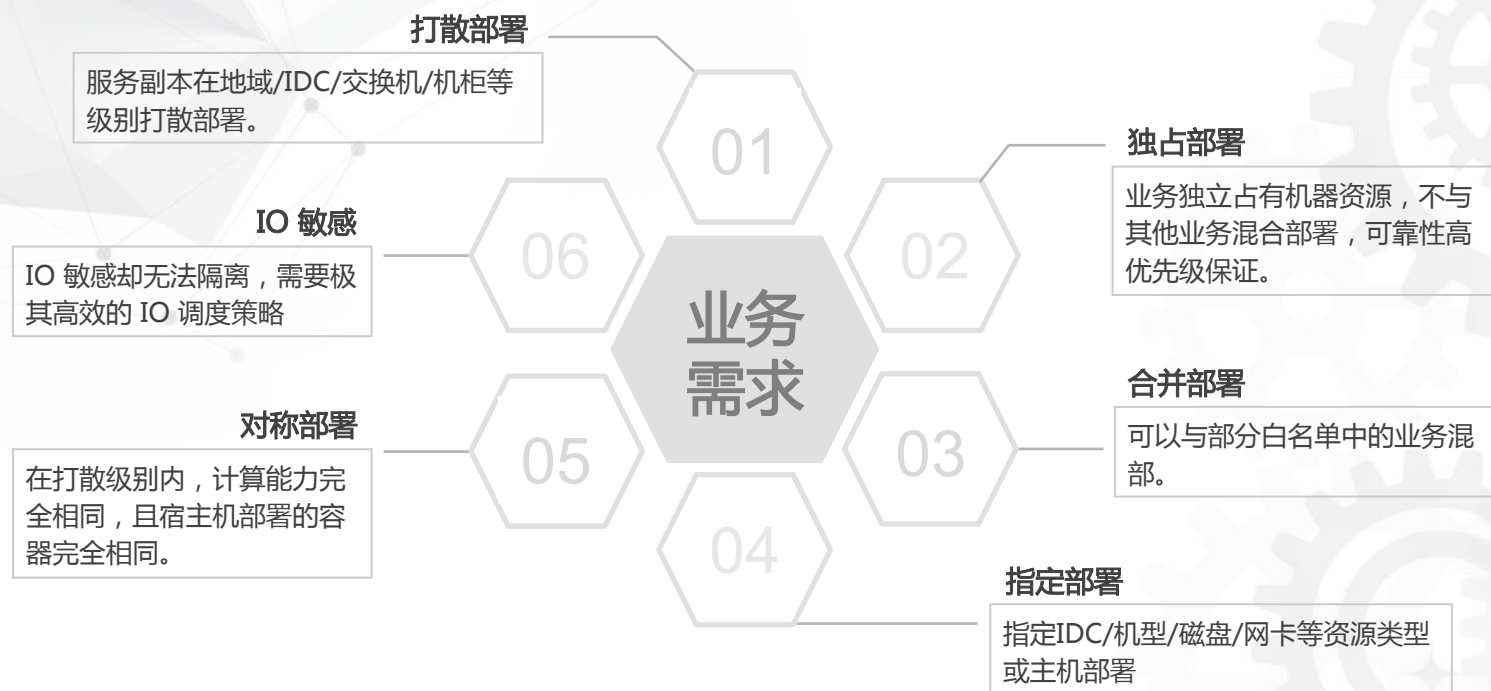 业务
需求
01
打散部署
服务副本在地域/IDC/交换机/机柜等
级别打散部署。
02
独占部署
业务独立占有机器资源，不与
其他业务混合部署，可靠性高
优先级保证。
03
合并部署
可以与部分白名单中的业务混
部。
04
指定部署
指定IDC/机型/磁盘/网卡等资源类型
或主机部署
05
对称部署
在打散级别内，计算能力完
全相同，且宿主机部署的容
器完全相同。
06
IO 敏感
IO 敏感却无法隔离，需要极
其高效的 IO 调度策略